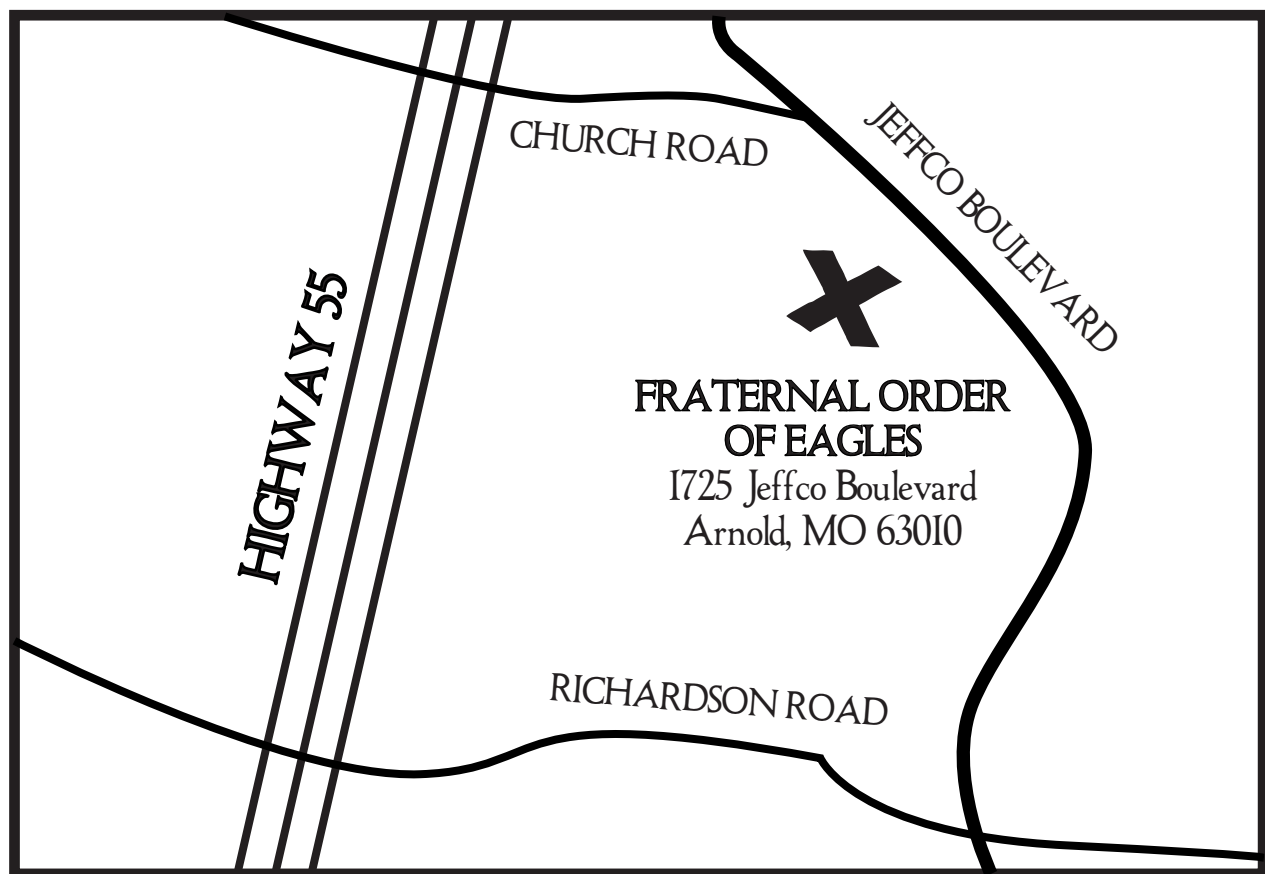 CHURCH ROAD
JEFFCO BOULEVARD
HIGHWAY 55
FRATERNAL ORDER
OF EAGLES
1725 Jeffco Boulevard
Arnold, MO 63010
RICHARDSON ROAD